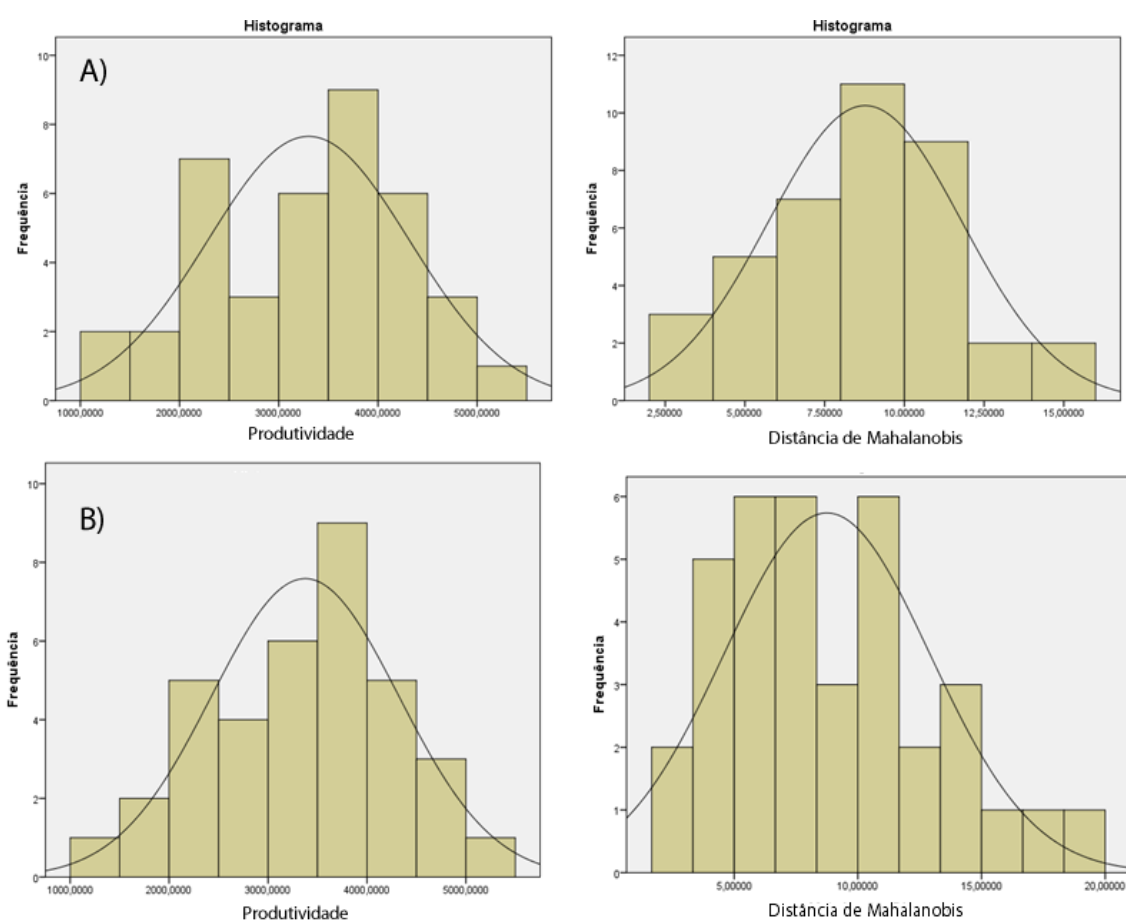 Histograma
A)
Frequência
10
8
6
4
2
0
1000,0000 2000,0000 3000,0000 4000,0000 5000,0000
Produtividade
Histograma
Frequência
12
10
8
6
4
2
0
2,50000 5,00000 7,50000 10,00000 12,50000 15,00000
Distância de Mahalanobis
B)
Frequência
10
8
6
4
2
0
1000,0000 2000,0000 3000,0000 4000,0000 5000,0000
Produtividade
Frequência
6
5
4
3
2
1
0
5,00000 10,00000 15,00000 20,00000
Distância de Mahalanobis